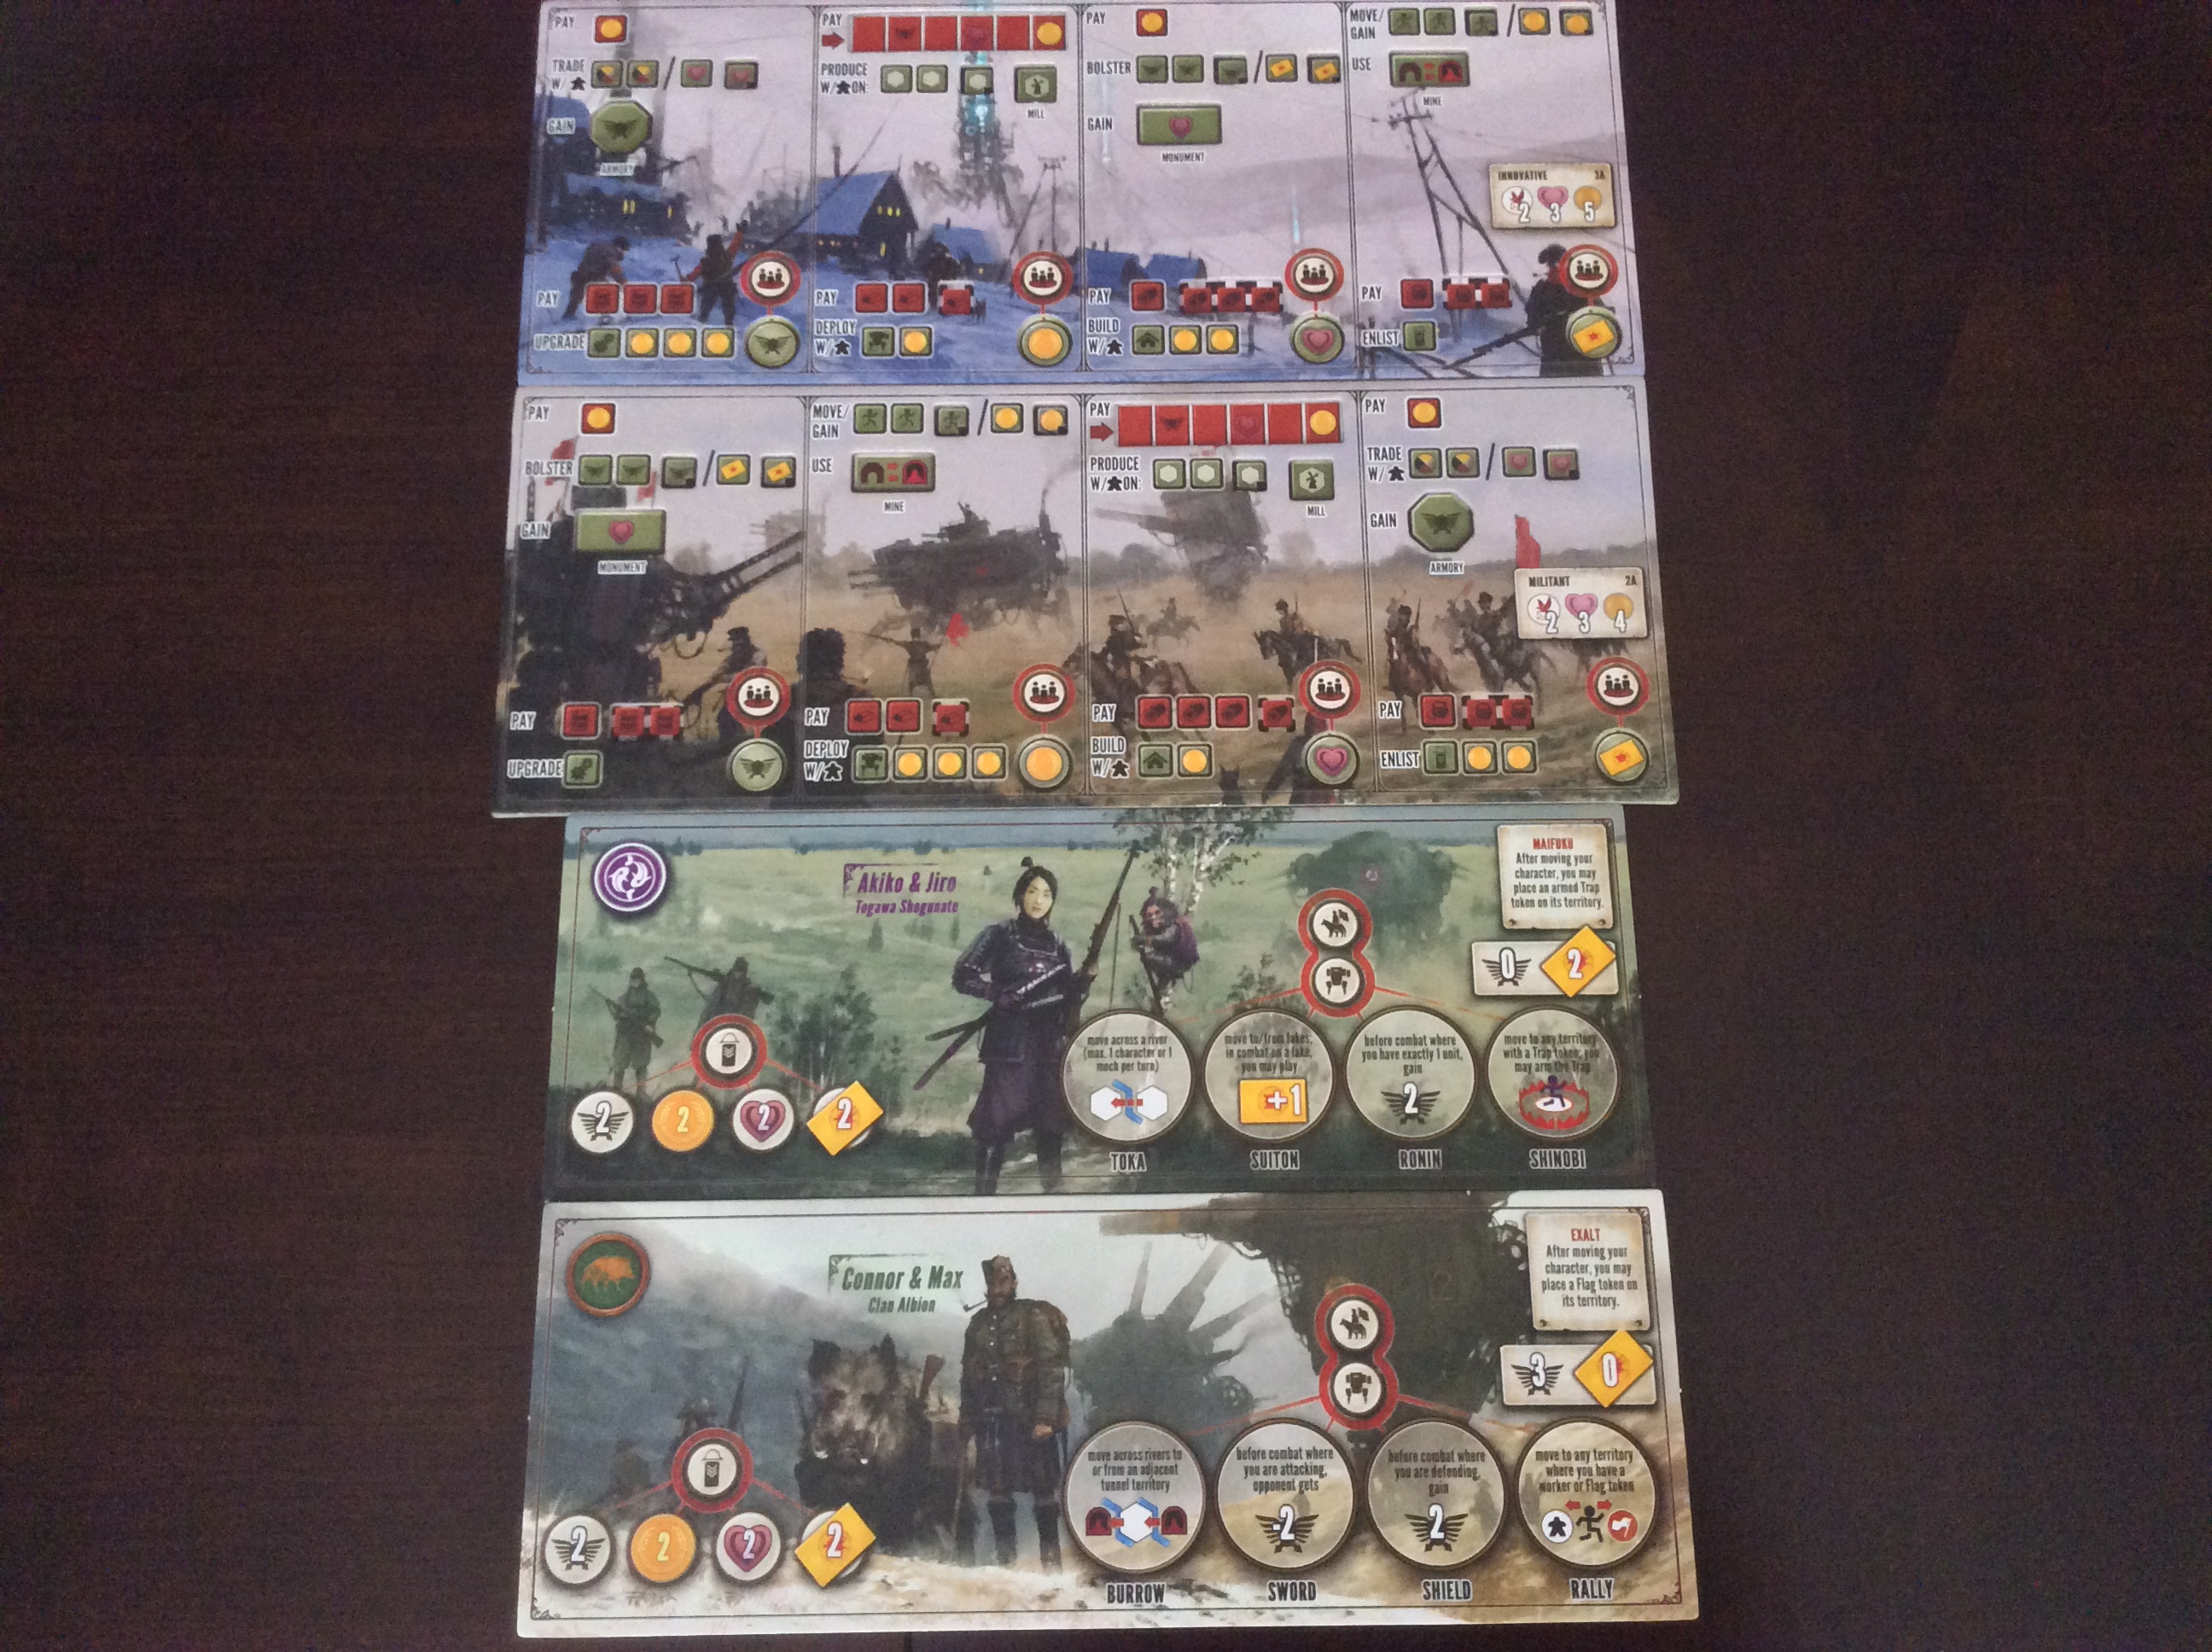 PAY
TRADE
W/ ON:
GAIN
ARMORY
PAY
UPGRADE
PAY
PRODUCE
W/ ON:
MILL
PAY
DEPLOY
W/
PAY
BOLSTER
GAIN
MONUMENT
PAY
BUILD
W/
MOVE/
GAIN
USE
MINE
INNOVATIVE 3A
2 3 5
PAY
ENLIST
PAY
BOLSTER
GAIN
MONUMENT
PAY
UPGRADE
MOVE/
GAIN
USE
MINE
PAY
DEPLOY
W/
PAY
PRODUCE
W/ ON:
MILL
PAY
BUILD
W/
PAY
TRADE
W/
GAIN
ARMORY
MILITANT 2A
2 3 4
PAY
ENLIST
Akiko & Jiro
Togawa Shogunate
MAIFUKU
After moving your
character, you may
place an armed Trap
token on its territory.
0 2
2 2 2 2
move across a river
(max. 1 character or 1
mech per turn)
TOKA
move to/from lakes,
in combat on a lake,
you may play
+1
SUITON
before combat where
you have exactly 1 unit,
gain
2
RONIN
move to any territory
with a Trap token; you
may arm the Trap
SHINOBI
Connor & Max
Clan Albion
EXALT
After moving your
character, you may
place a Flag token on
its territory.
3 0
2 2 2 2
move across rivers to
or from an adjacent
tunnel territory
BURROW
before combat where
you are attacking,
opponent gets
-2
SWORD
before combat where
you are defending,
gain
2
SHIELD
move to any territory
where you have a
worker or Flag token
RALLY